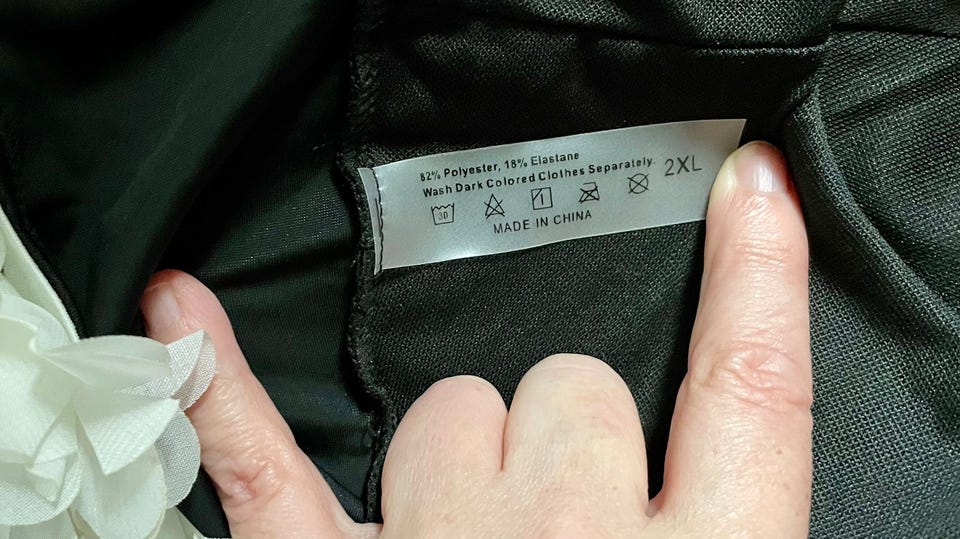 82% Polyester, 18% Elastane
Wash Dark Colored Clothes Separately.
2XL
30
MADE IN CHINA